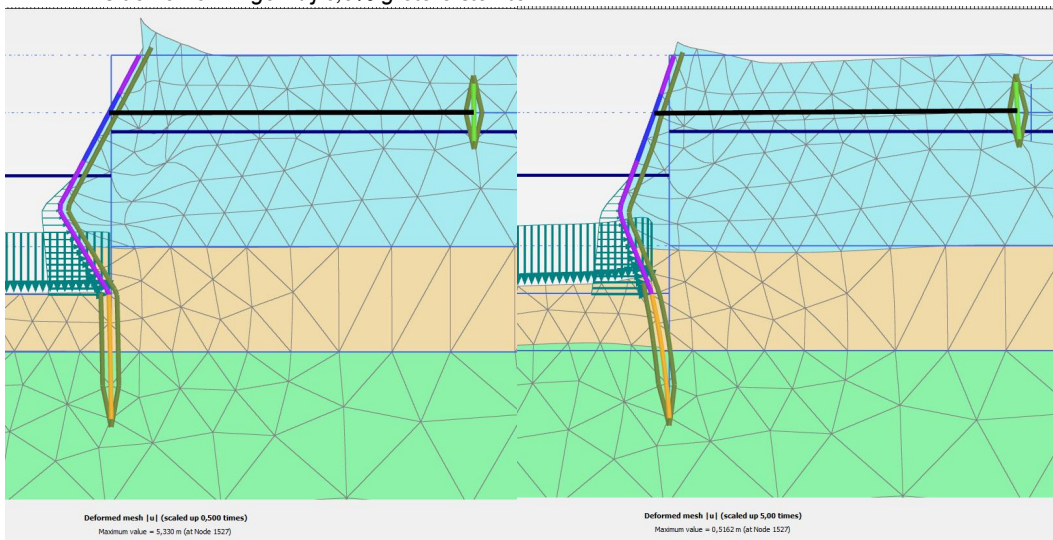 Deformed mesh |u| (scaled up 0,500 times)
Maximum value = 5,330 m (at Node 1527)
Deformed mesh |u| (scaled up 5,00 times)
Maximum value = 0,5162 m (at Node 1527)